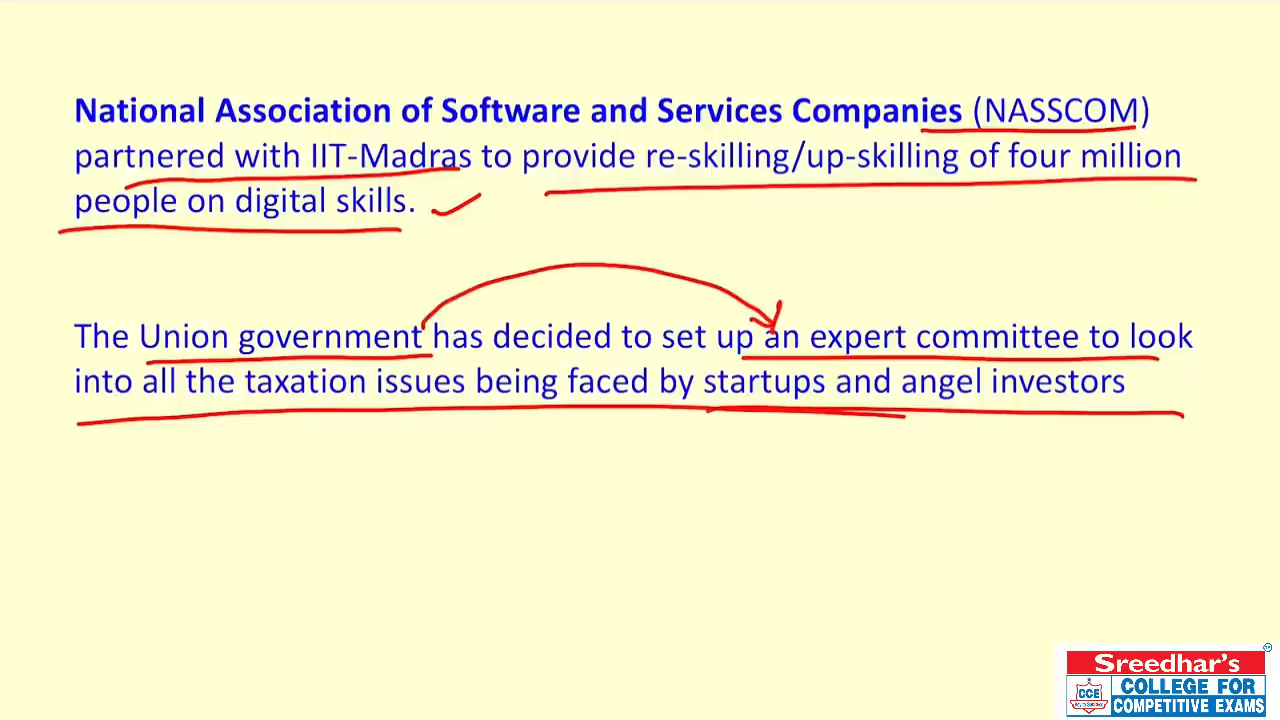 National Association of Software and Services Companies (NASSCOM)
partnered with IIT-Madras to provide re-skilling/up-skilling of four million
people on digital skills.
The Union government has decided to set up an expert committee to look
into all the taxation issues being faced by startups and angel investors
Sreedhar's
CCE
COLLEGE FOR
COMPETITIVE EXAMS